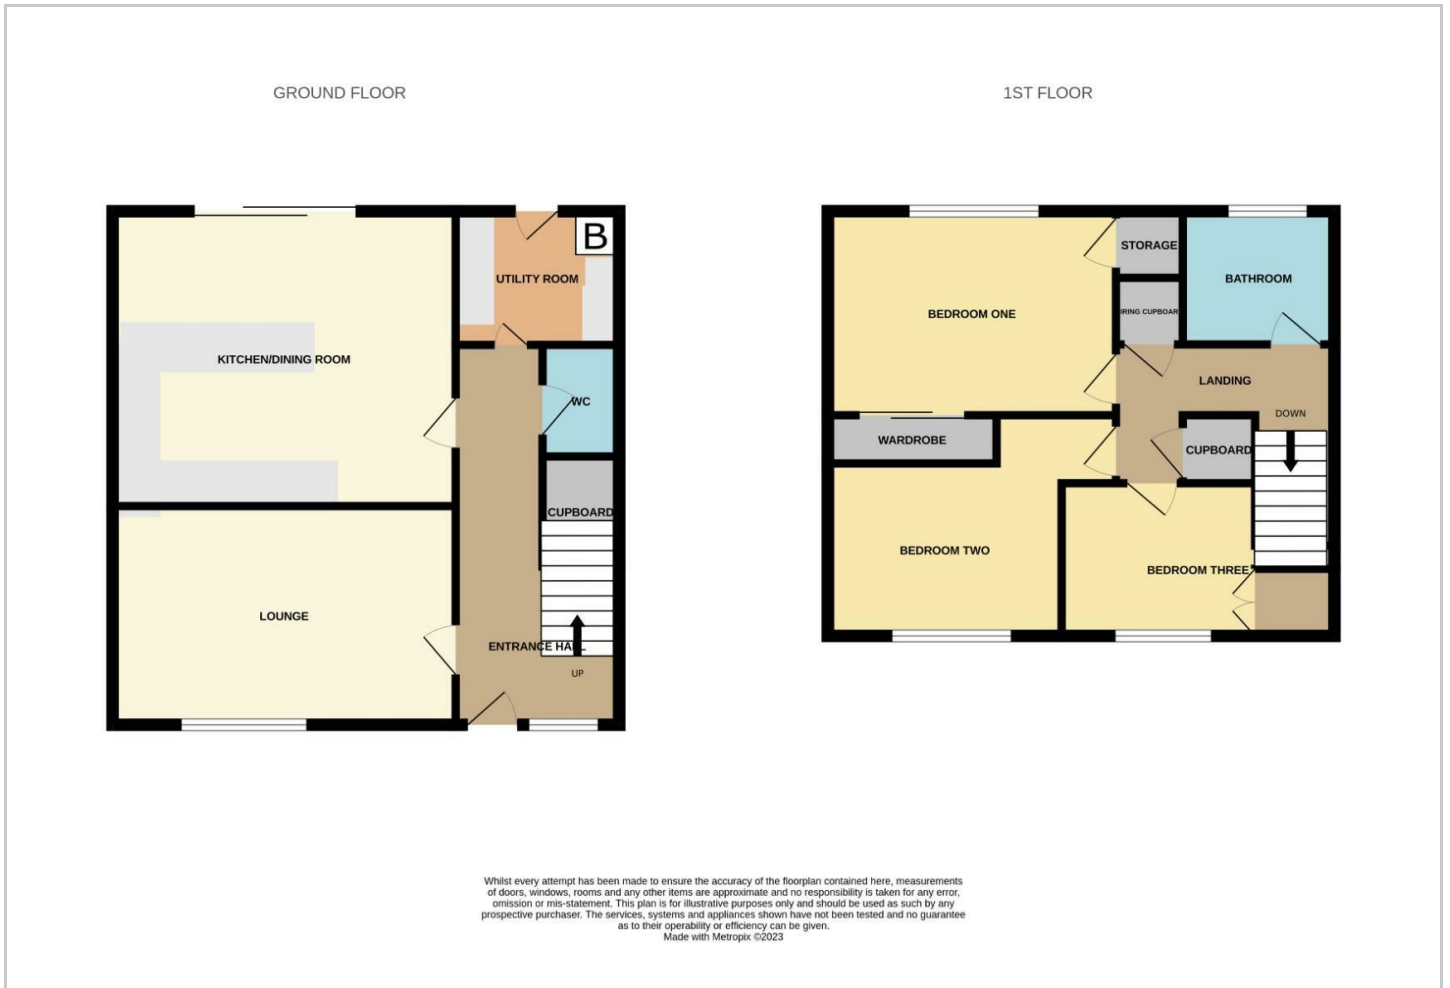 GROUND FLOOR
1ST FLOOR
B
UTILITY ROOM
KITCHEN/DINING ROOM
WC
CUPBOARD
LOUNGE
ENTRANCE HALL
UP
STORAGE
BATHROOM
BEDROOM ONE
IRING CUPBOAR
LANDING
DOWN
WARDROBE
CUPBOARD
BEDROOM TWO
BEDROOM THREE
Whilst every attempt has been made to ensure the accuracy of the floorplan contained here, measurements
of doors, windows, rooms and any other items are approximate and no responsibility is taken for any error,
omission or mis-statement. This plan is for illustrative purposes only and should be used as such by any
prospective purchaser. The services, systems and appliances shown have not been tested and no guarantee
as to their operability or efficiency can be given.
Made with Metropix ©2023